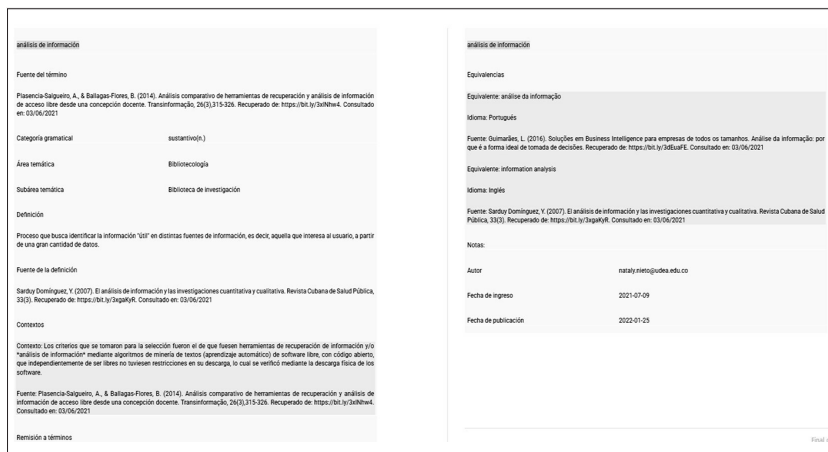 análisis de información
Fuente del término
Plasencia-Salgueiro, A., & Ballagas-Flores, B. (2014). Análisis comparativo de herramientas de recuperación y análisis de información
de acceso libre desde una concepción docente. Transinformação, 26(3),315-326. Recuperado de: https://bit.ly/3xlNhw4. Consultado
en: 03/06/2021
Categoría gramatical sustantivo(n.)
Área temática Bibliotecología
Subárea temática Biblioteca de investigación
Definición
Proceso que busca identificar la información "útil" en distintas fuentes de información, es decir, aquella que interesa al usuario, a partir
de una gran cantidad de datos.
Fuente de la definición
Sarduy Domínguez, Y. (2007). El análisis de información y las investigaciones cuantitativa y cualitativa. Revista Cubana de Salud Pública,
33(3). Recuperado de: https://bit.ly/3xgaKyR. Consultado en: 03/06/2021
Contextos
Contexto: Los criterios que se tomaron para la selección fueron el de que fuesen herramientas de recuperación de información y/o
*análisis de información* mediante algoritmos de minería de textos (aprendizaje automático) de software libre, con código abierto,
que independientemente de ser libres no tuviesen restricciones en su descarga, lo cual se verificó mediante la descarga física de los
software.
Fuente: Plasencia-Salgueiro, A., & Ballagas-Flores, B. (2014). Análisis comparativo de herramientas de recuperación y análisis de
información de acceso libre desde una concepción docente. Transinformação, 26(3),315-326. Recuperado de: https://bit.ly/3xlNhw4.
Consultado en: 03/06/2021
Remisión a términos
análisis de información
Equivalencias
Equivalente: análise da informação
Idioma: Portugués
Fuente: Guimarães, L. (2016). Soluções em Business Intelligence para empresas de todos os tamanhos. Análise da informação: por
que é a forma ideal de tomada de decisões. Recuperado de: https://bit.ly/3dEuaFE. Consultado en: 03/06/2021
Equivalente: information analysis
Idioma: Inglés
Fuente: Sarduy Domínguez, Y. (2007). El análisis de información y las investigaciones cuantitativa y cualitativa. Revista Cubana de Salud
Pública, 33(3). Recuperado de: https://bit.ly/3xgaKyR. Consultado en: 03/06/2021
Notas:
Autor nataly.nieto@udea.edu.co
Fecha de ingreso 2021-07-09
Fecha de publicación 2022-01-25
Final